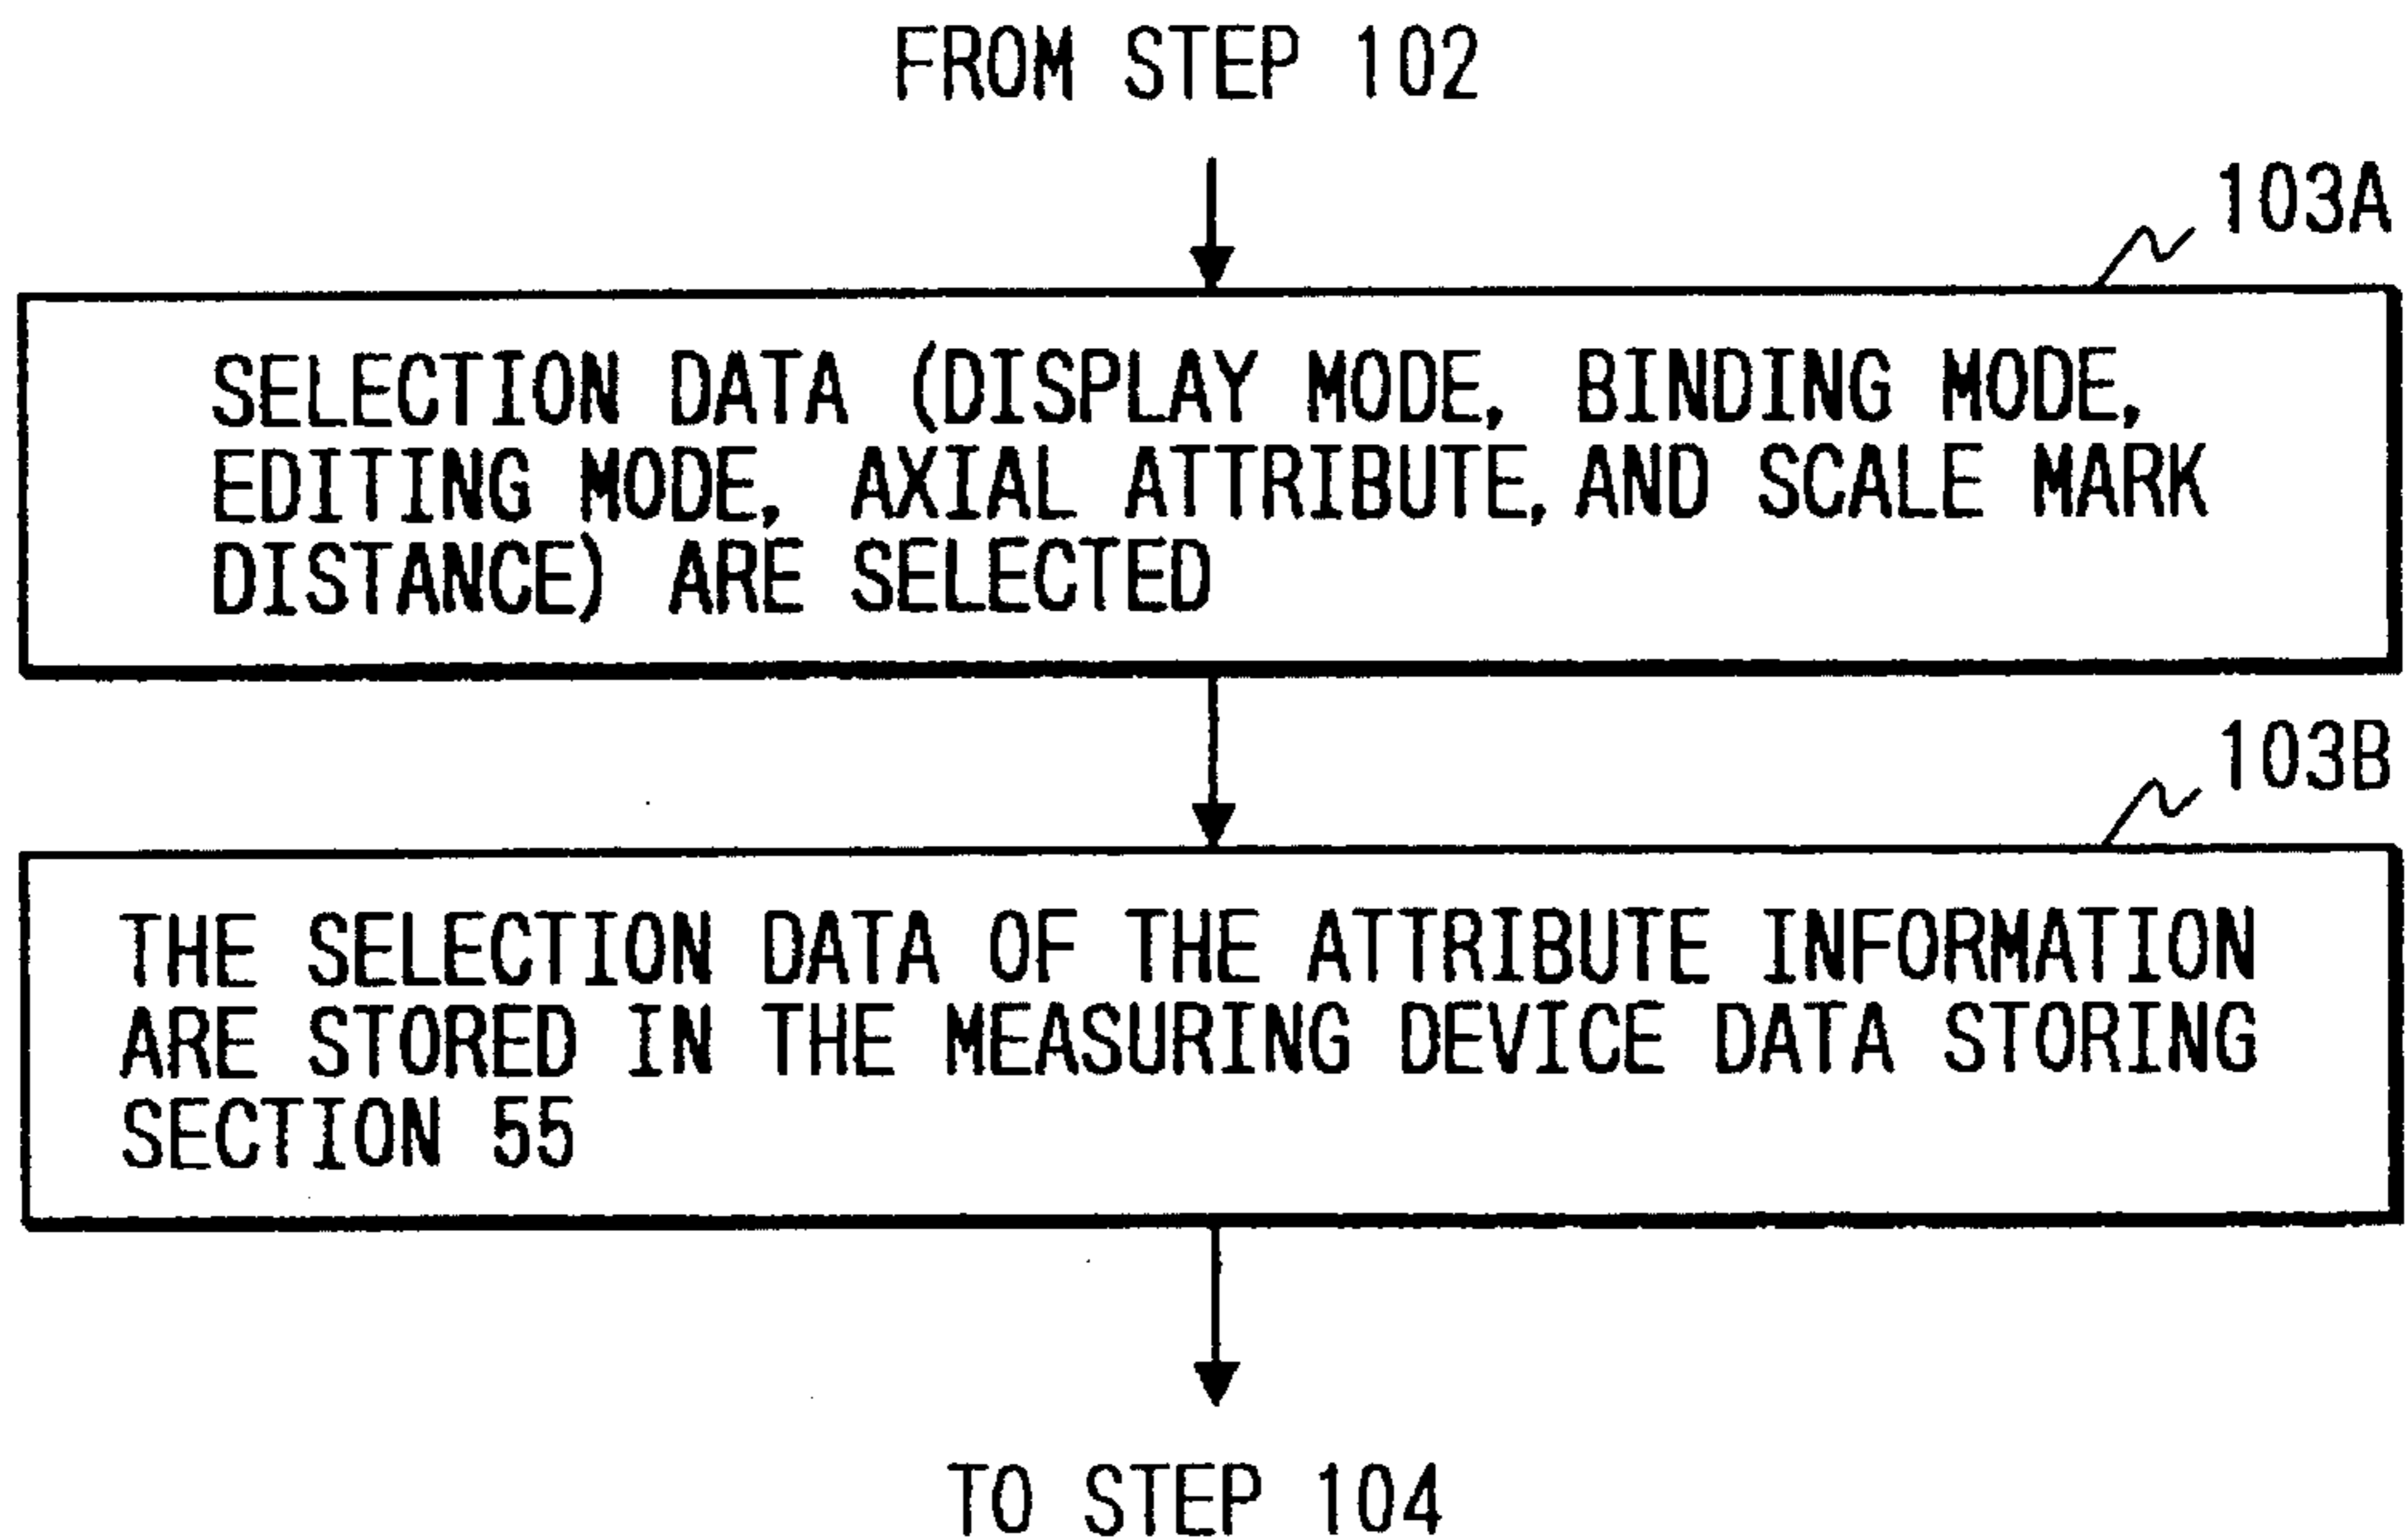 FROM STEP 102
103A
SELECTION DATA (DISPLAY MODE, BINDING MODE,
EDITING MODE, AXIAL ATTRIBUTE, AND SCALE MARK
DISTANCE) ARE SELECTED
103B
THE SELECTION DATA OF THE ATTRIBUTE INFORMATION
ARE STORED IN THE MEASURING DEVICE DATA STORING
SECTION 55
TO STEP 104